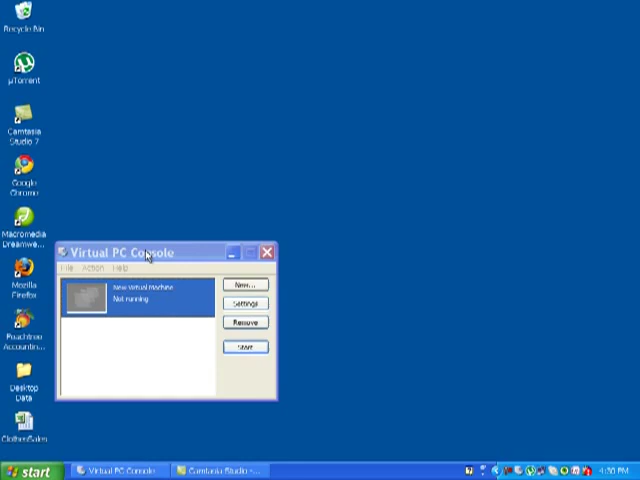 Recycle Bin
µTorrent
Camtasia
Studio 7
Google
Chrome
Macromedia
Dreamwe...
Mozilla
Firefox
Peachtree
Accountin...
Desktop
Data
ClothesSales
Virtual PC Console
File Action Help
New Virtual Machine
Not running
New...
Settings
Remove
Start
start
Virtual PC Console
Camtasia Studio -...
4:30 PM